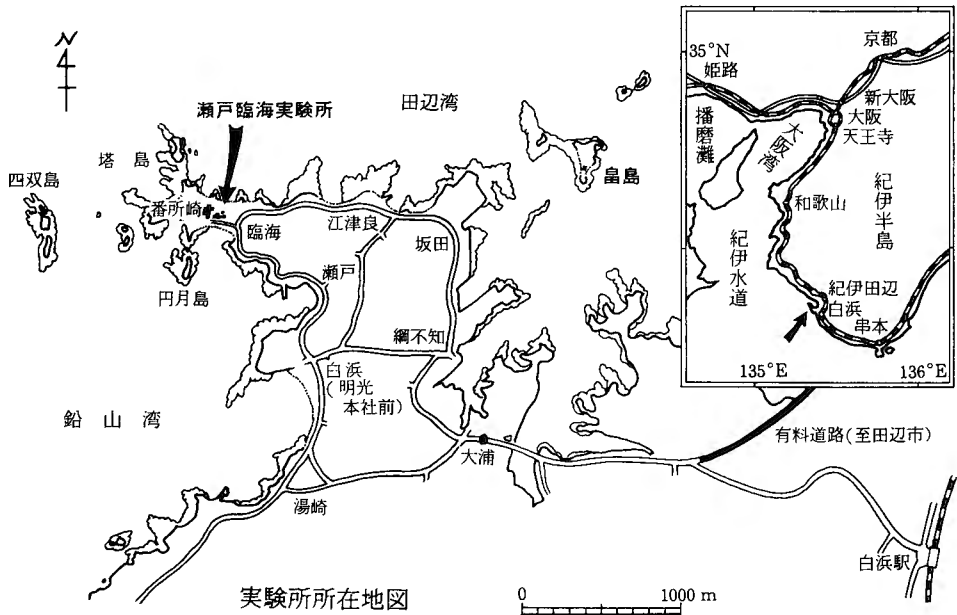 N
瀬戸臨海実験所
田辺湾
塔島
四双島
番所崎
臨海
円月島
江津良
坂田
畠島
瀬戸
綱不知
白浜
(明光
本社前)
鉛山湾
大浦
湯崎
有料道路(至田辺市)
白浜駅
実験所所在地図
0 1000 m
35°N
京都
姫路
新大阪
大阪
天王寺
播磨灘
大阪湾
和歌山
紀伊半島
紀伊水道
紀伊田辺
白浜
串本
135°E
136°E